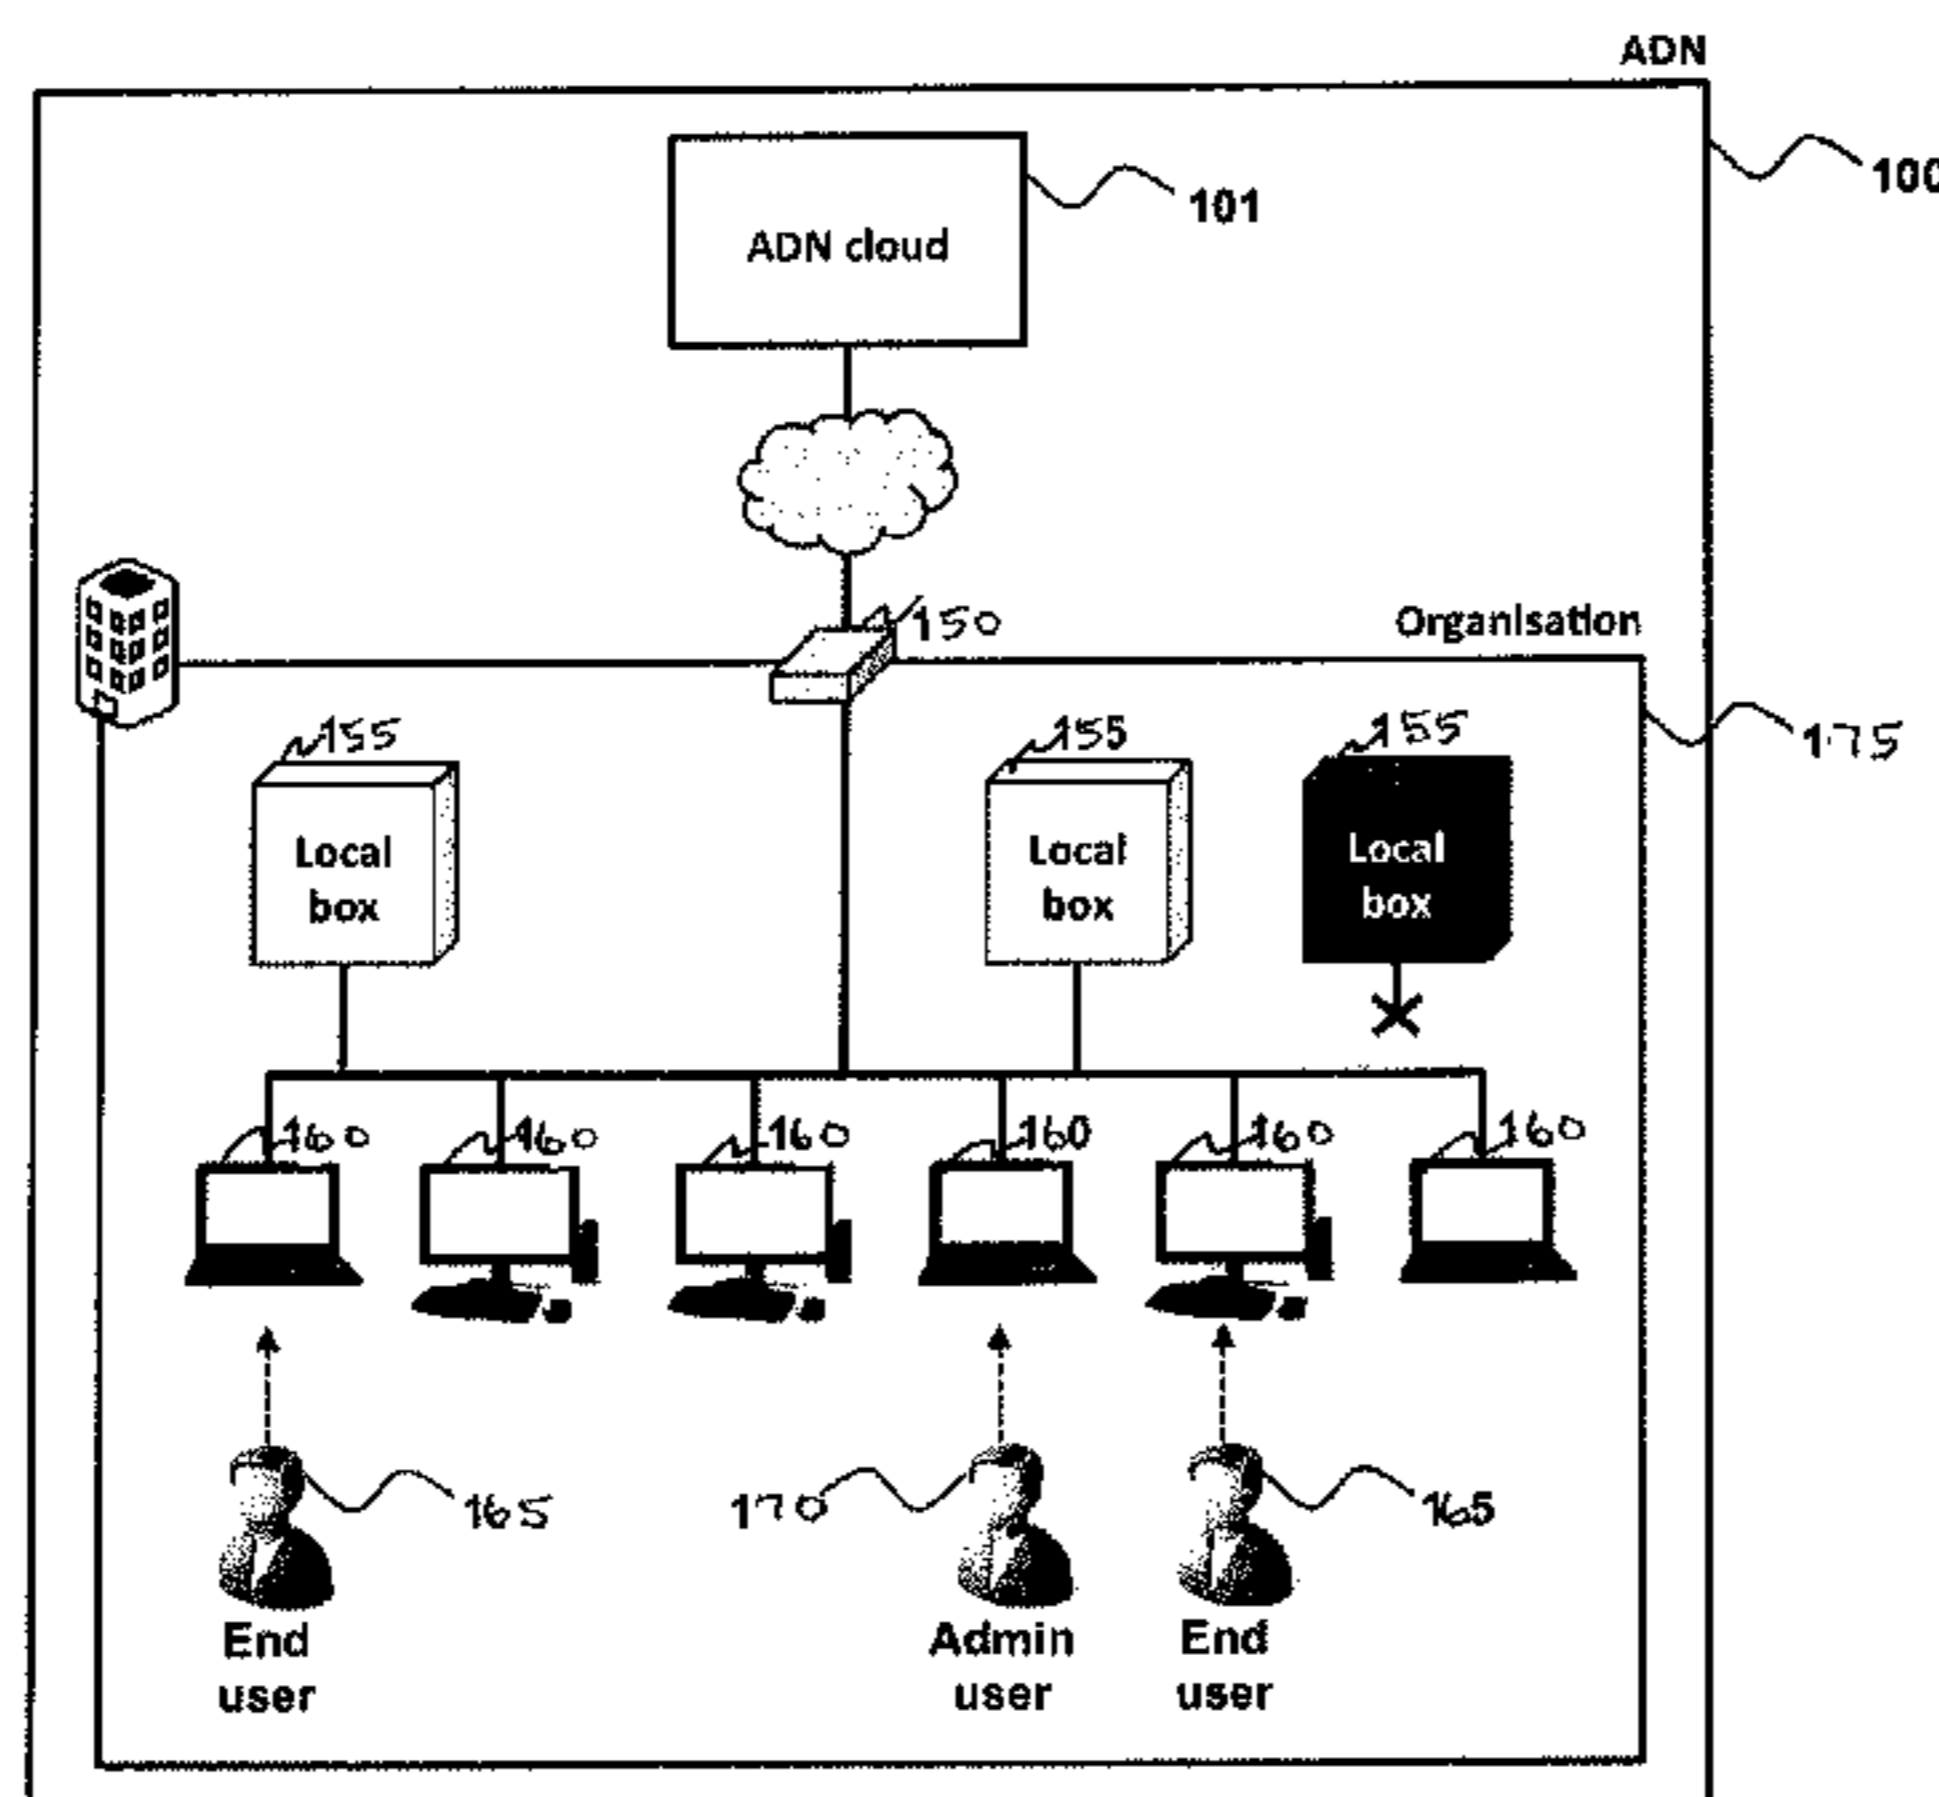 ADN
100
101
ADN cloud
150
Organisation
175
155
155
155
Local
box
Local
box
Local
box
160
160
160
160
160
160
165
170
165
End
user
Admin
user
End
user